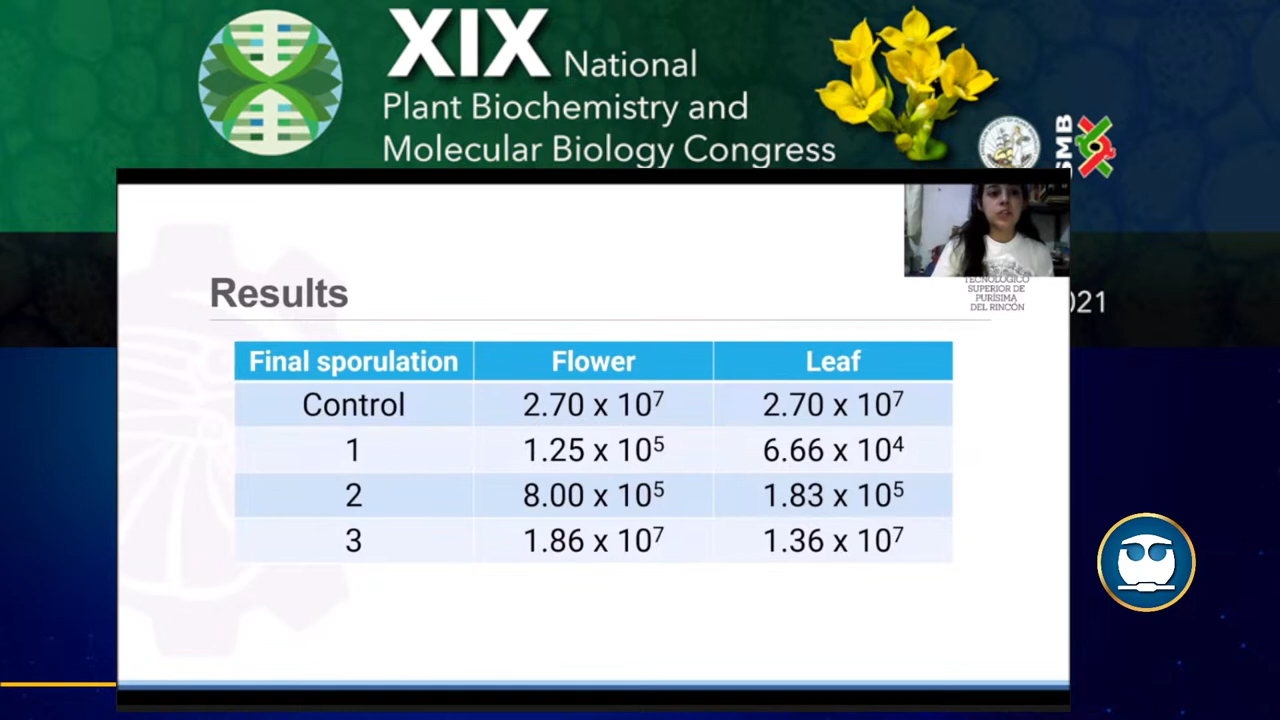 XIX National
Plant Biochemistry and
Molecular Biology Congress
SMB
TECNOLÓGICO
SUPERIOR DE
PURÍSIMA
DEL RINCÓN
021
Results
Final sporulation Flower Leaf
Control 2.70 x 10⁷ 2.70 x 10⁷
1 1.25 x 10⁵ 6.66 x 10⁴
2 8.00 x 10⁵ 1.83 x 10⁵
3 1.86 x 10⁷ 1.36 x 10⁷